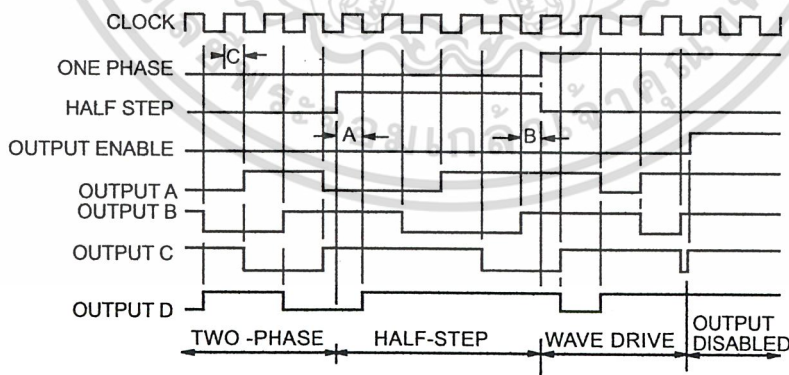 CLOCK
C
ONE PHASE
HALF STEP
A
B
OUTPUT ENABLE
OUTPUT A
OUTPUT B
OUTPUT C
OUTPUT D
TWO -PHASE
HALF-STEP
WAVE DRIVE
OUTPUT
DISABLED